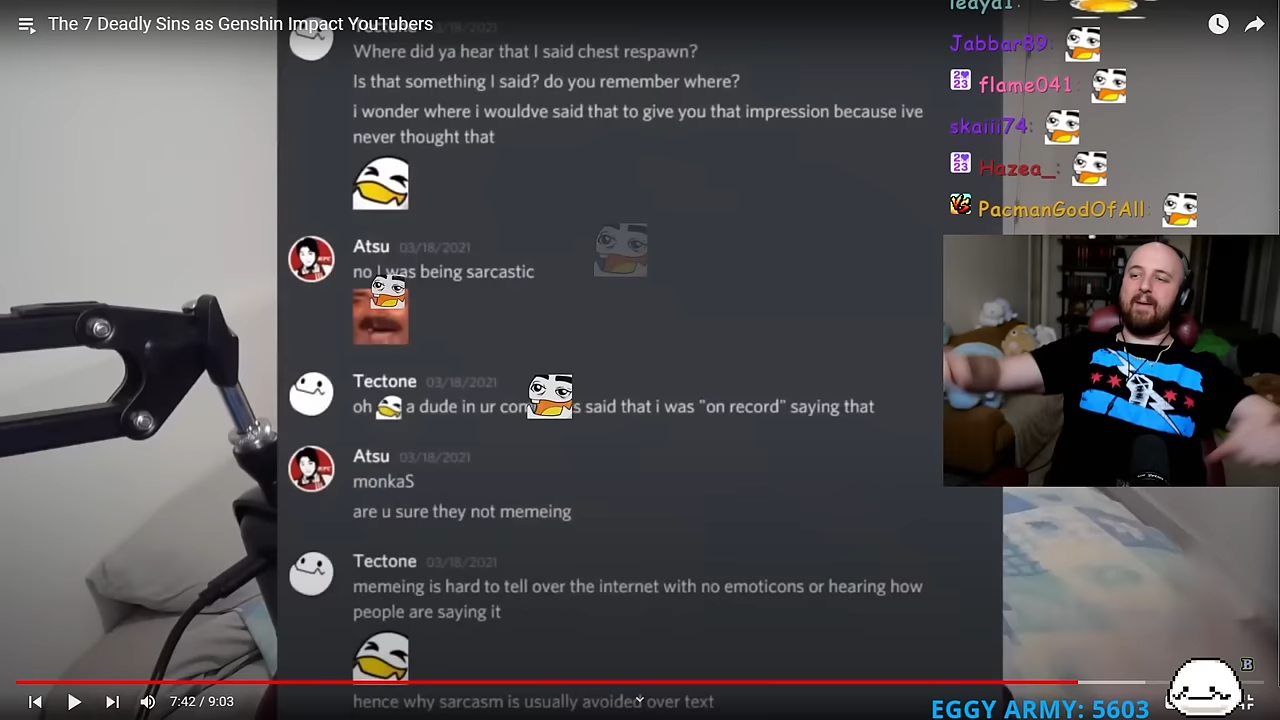 The 7 Deadly Sins as Genshin Impact YouTubers
Tectone 03/18/2021
Where did ya hear that I said chest respawn?
Is that something I said? do you remember where?
i wonder where i wouldve said that to give you that impression because ive
never thought that
Atsu 03/18/2021
no I was being sarcastic
Tectone 03/18/2021
oh a dude in ur s said that i was "on record" saying that
Atsu 03/18/2021
monkaS
are u sure they not memeing
Tectone 03/18/2021
memeing is hard to tell over the internet with no emoticons or hearing how
people are saying it
hence why sarcasm is usually avoided over text
Jabbar89:
flame041
skaiii74:
Hazea_:
PacmanGodOfAll:
7:42 / 9:03
EGGY ARMY: 5603
B